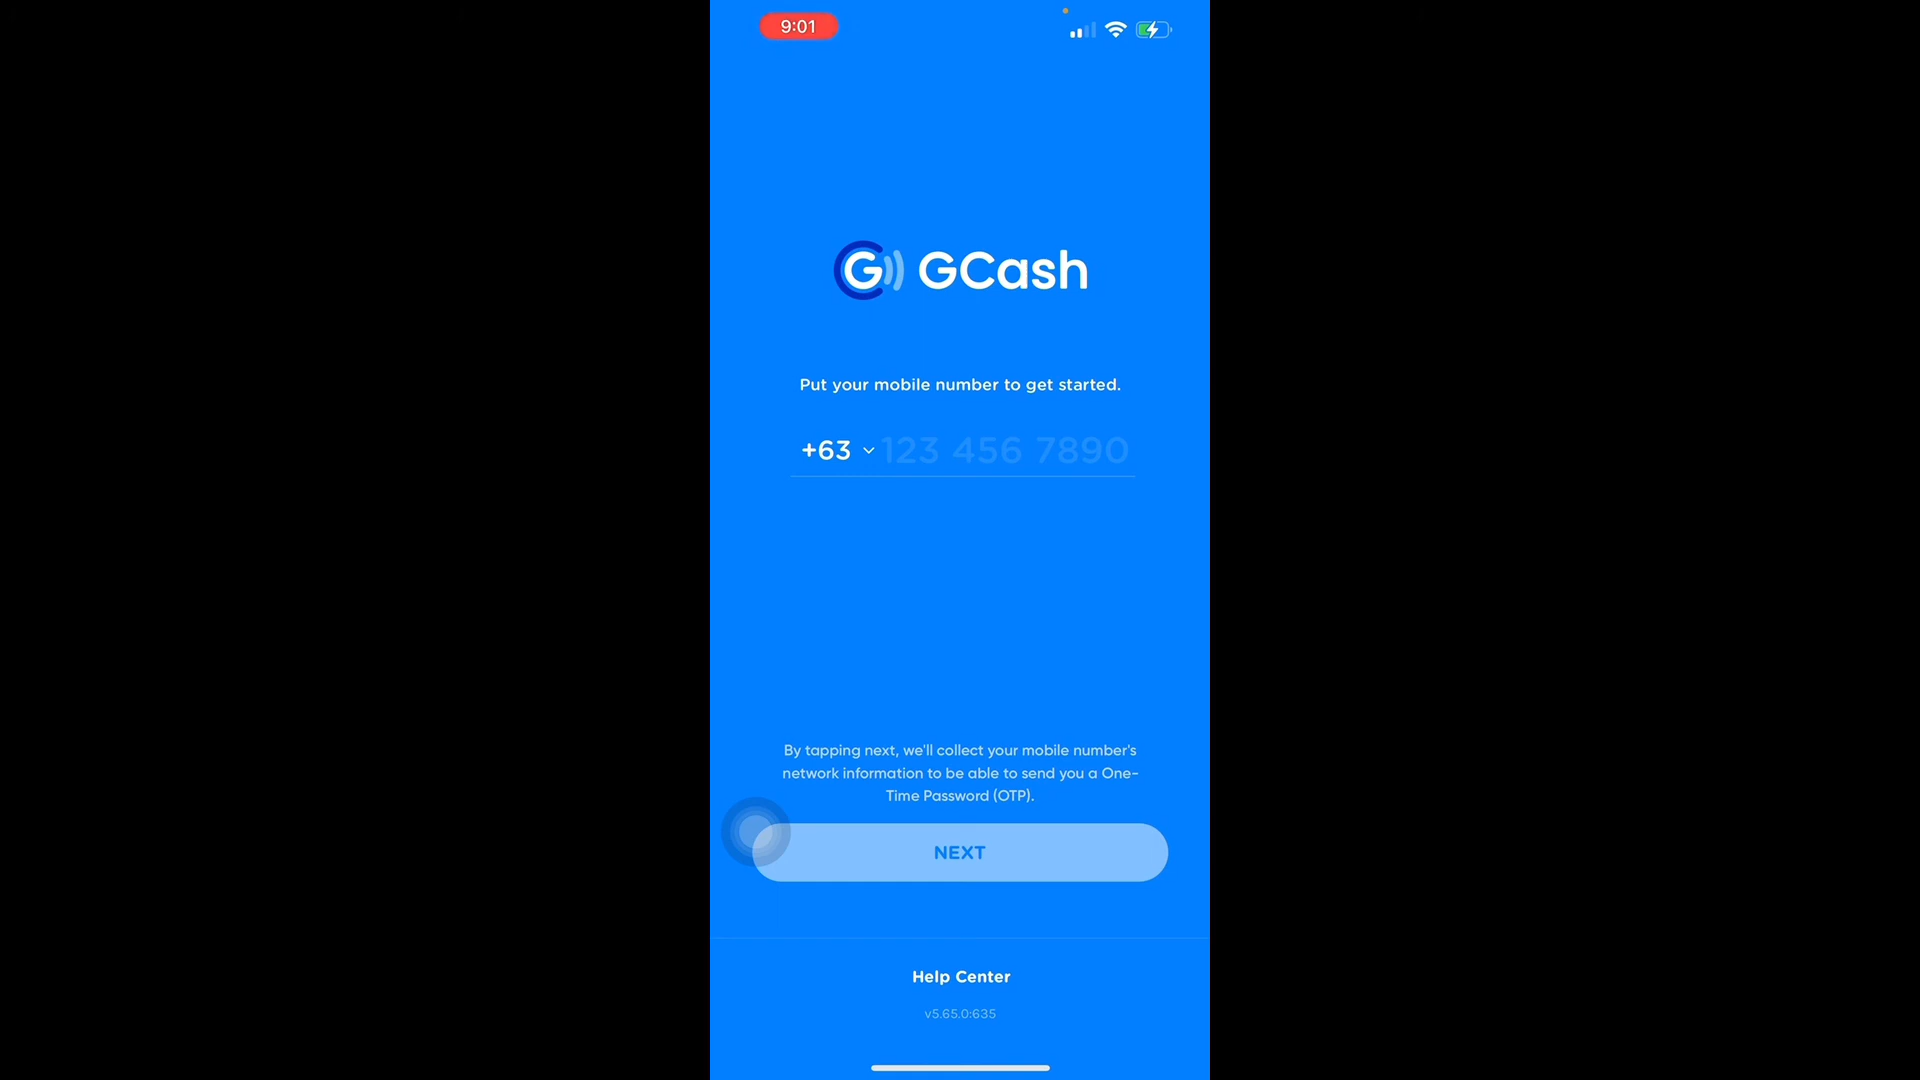 9:01
G GCash
Put your mobile number to get started.
+63 123 456 7890
By tapping next, we'll collect your mobile number's
network information to be able to send you a One-
Time Password (OTP).
NEXT
Help Center
v5.65.0:635